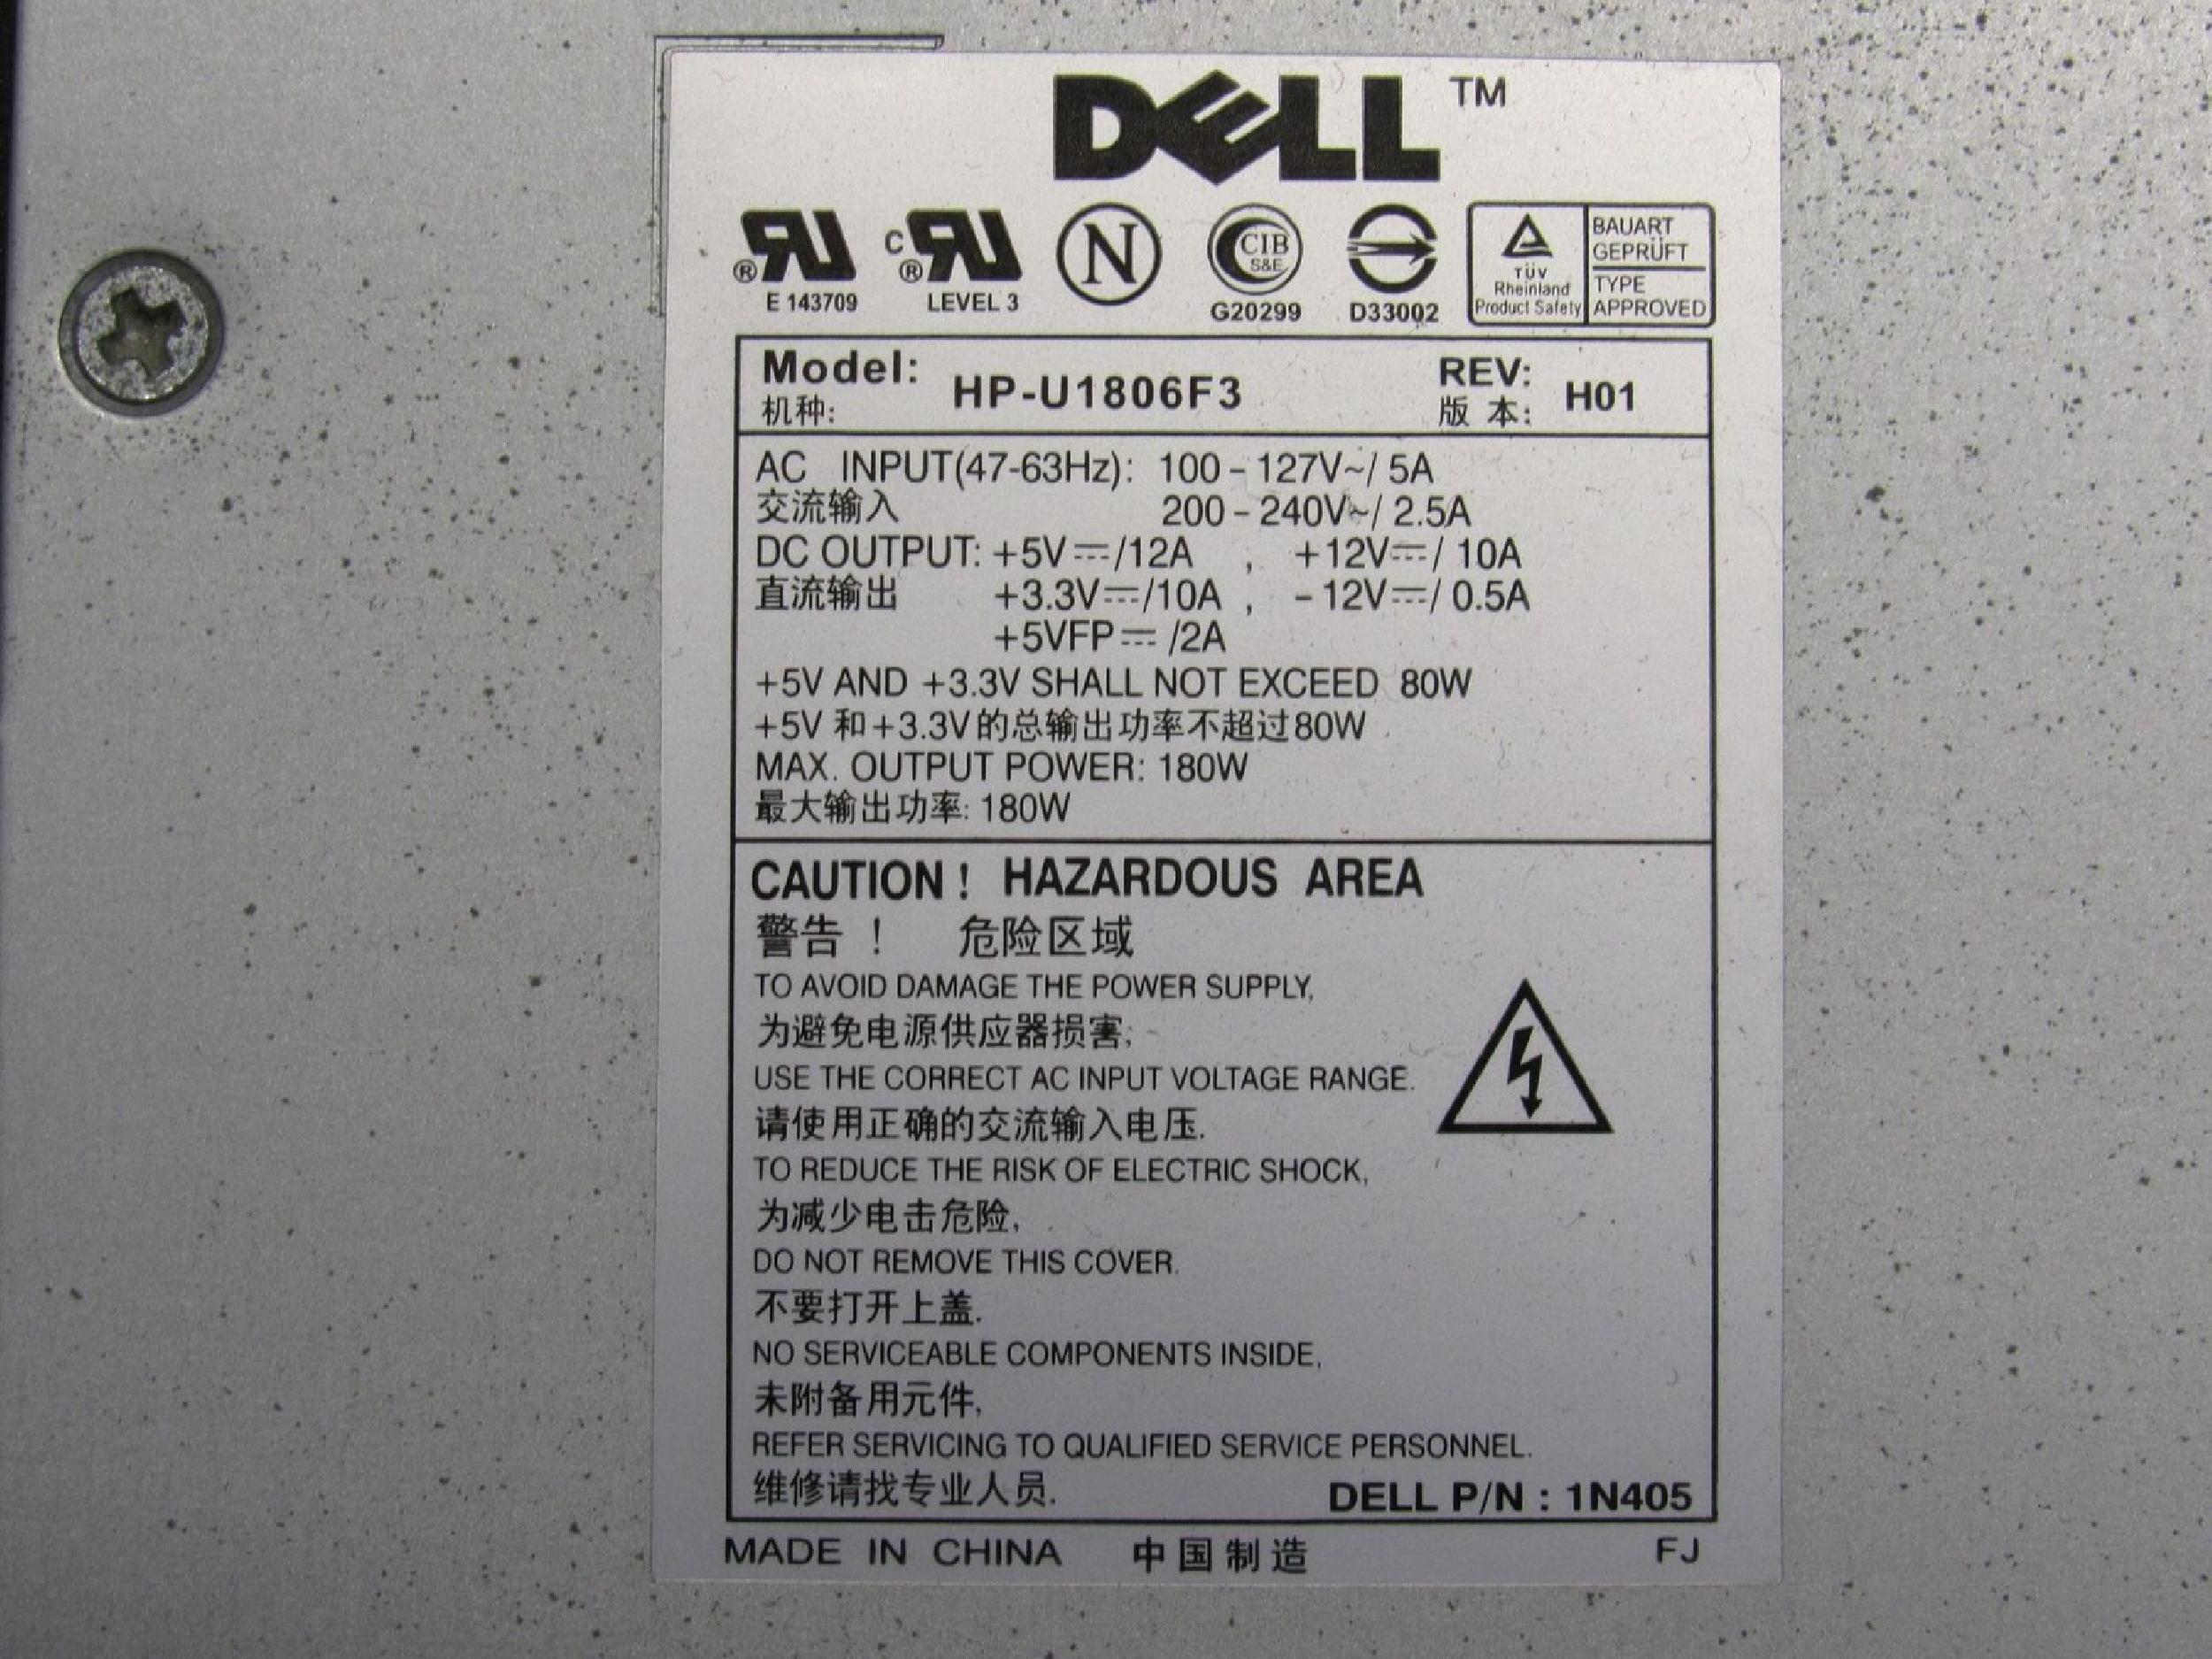 DELL™
® E 143709
C ® LEVEL 3
N
CIB S&E G20299
D33002
TÜV Rheinland Product Safety
BAUART GEPRÜFT
TYPE APPROVED
Model: HP-U1806F3 REV: H01
机种: 版本:
AC INPUT(47-63Hz): 100-127V~/ 5A
交流输入 200-240V~/ 2.5A
DC OUTPUT: +5V⎓/12A , +12V⎓/ 10A
直流输出 +3.3V⎓/10A , -12V⎓/ 0.5A
+5VFP⎓ /2A
+5V AND +3.3V SHALL NOT EXCEED 80W
+5V 和+3.3V的总输出功率不超过80W
MAX. OUTPUT POWER: 180W
最大输出功率: 180W
CAUTION! HAZARDOUS AREA
警告! 危险区域
TO AVOID DAMAGE THE POWER SUPPLY,
为避免电源供应器损害;
USE THE CORRECT AC INPUT VOLTAGE RANGE.
请使用正确的交流输入电压.
TO REDUCE THE RISK OF ELECTRIC SHOCK,
为减少电击危险,
DO NOT REMOVE THIS COVER.
不要打开上盖.
NO SERVICEABLE COMPONENTS INSIDE,
未附备用元件,
REFER SERVICING TO QUALIFIED SERVICE PERSONNEL.
维修请找专业人员.
DELL P/N : 1N405
MADE IN CHINA 中国制造 FJ